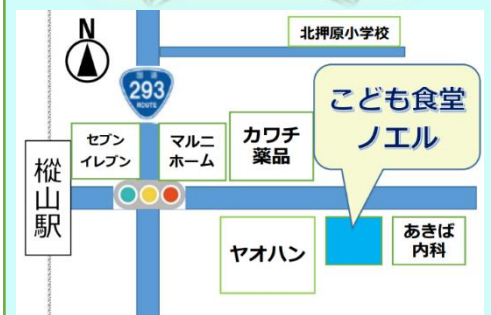 N
北押原小学校
国道
293
ROUTE
こども食堂
ノエル
セブン
イレブン
マルニ
ホーム
カワチ
薬品
樅山駅
ヤオハン
あきば
内科